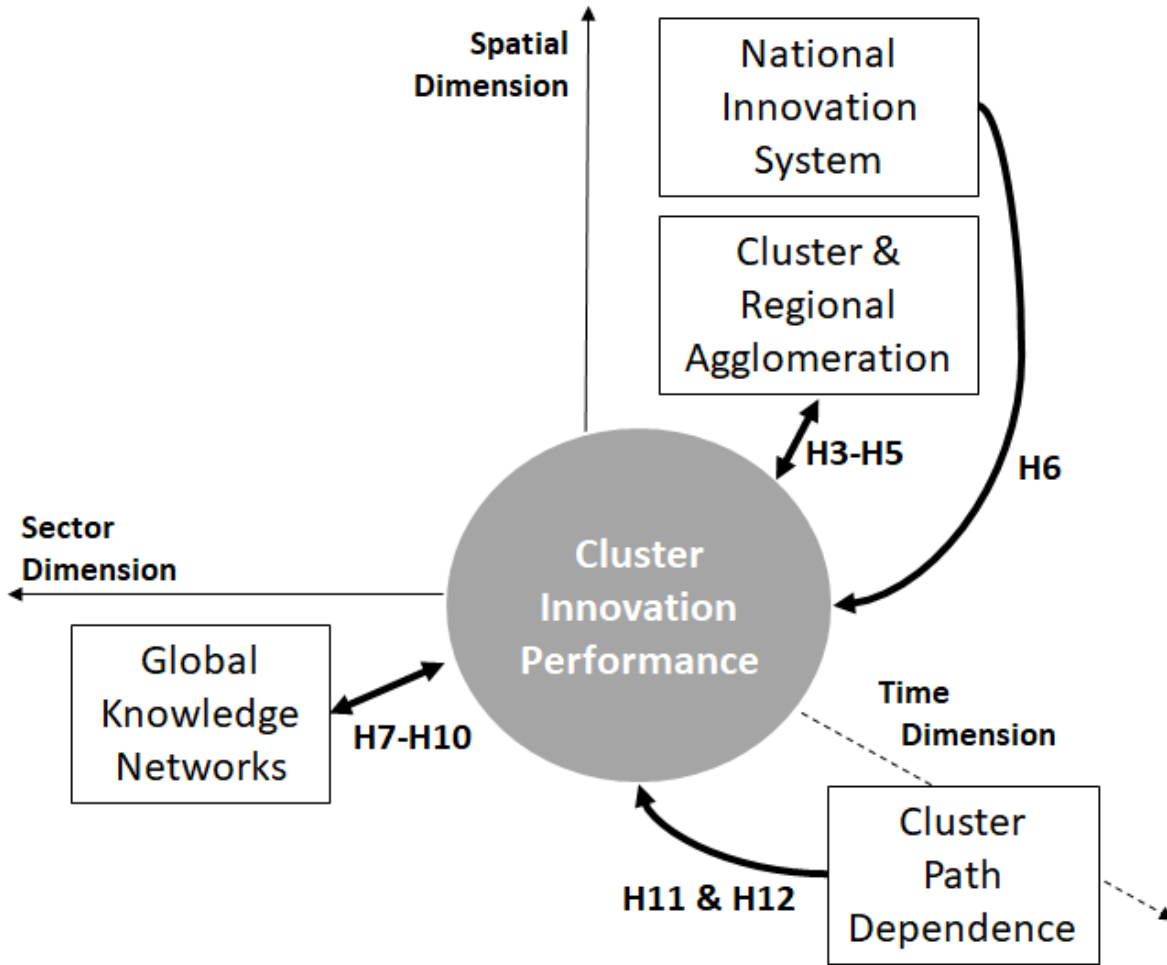 Spatial
Dimension
National
Innovation
System
Cluster &
Regional
Agglomeration
H3-H5
H6
Sector
Dimension
Cluster
Innovation
Performance
Global
Knowledge
Networks
H7-H10
Time
Dimension
H11 & H12
Cluster
Path
Dependence